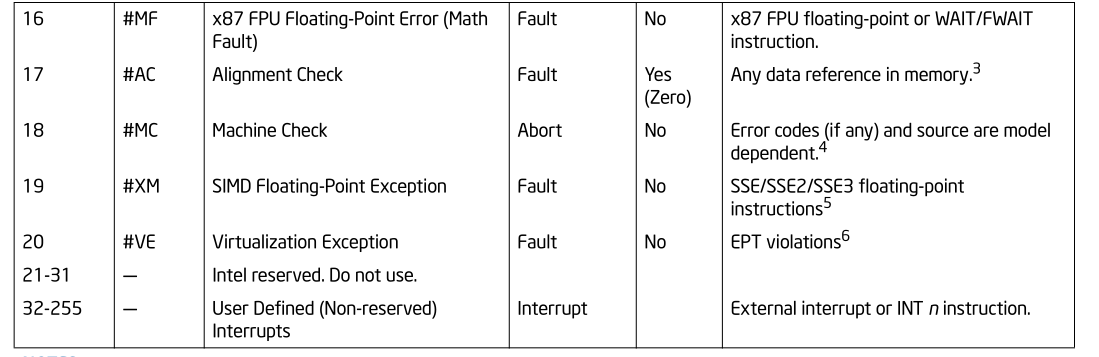 16 #MF x87 FPU Floating-Point Error (Math Fault) Fault No x87 FPU floating-point or WAIT/FWAIT instruction.
17 #AC Alignment Check Fault Yes (Zero) Any data reference in memory.3
18 #MC Machine Check Abort No Error codes (if any) and source are model dependent.4
19 #XM SIMD Floating-Point Exception Fault No SSE/SSE2/SSE3 floating-point instructions5
20 #VE Virtualization Exception Fault No EPT violations6
21-31 — Intel reserved. Do not use.
32-255 — User Defined (Non-reserved) Interrupts Interrupt External interrupt or INT n instruction.